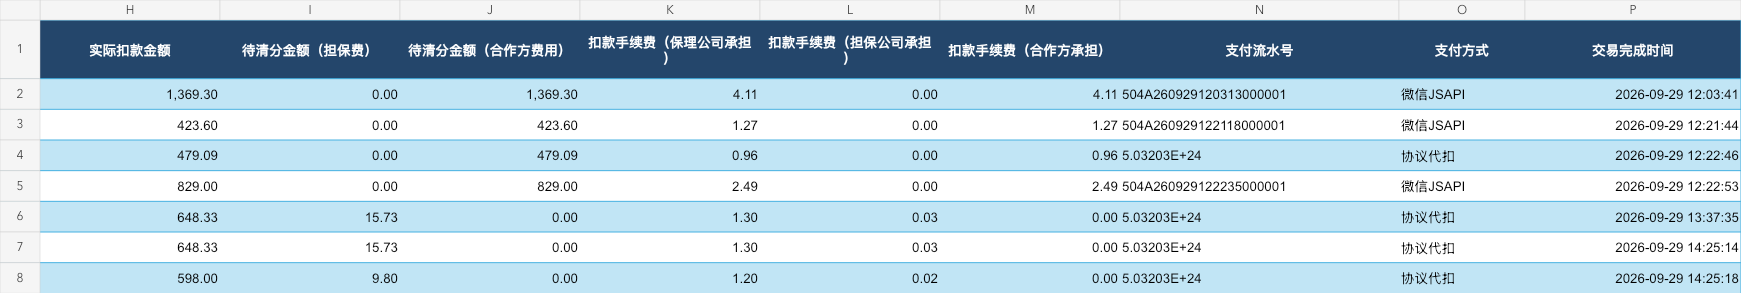 H I J K L M N O P
1 实际扣款金额 待清分金额（担保费） 待清分金额（合作方费用） 扣款手续费（保理公司承担） 扣款手续费（担保公司承担） 扣款手续费（合作方承担） 支付流水号 支付方式 交易完成时间
2 1,369.30 0.00 1,369.30 4.11 0.00 4.11 504A260929120313000001 微信JSAPI 2026-09-29 12:03:41
3 423.60 0.00 423.60 1.27 0.00 1.27 504A260929122118000001 微信JSAPI 2026-09-29 12:21:44
4 479.09 0.00 479.09 0.96 0.00 0.96 5.03203E+24 协议代扣 2026-09-29 12:22:46
5 829.00 0.00 829.00 2.49 0.00 2.49 504A260929122235000001 微信JSAPI 2026-09-29 12:22:53
6 648.33 15.73 0.00 1.30 0.03 0.00 5.03203E+24 协议代扣 2026-09-29 13:37:35
7 648.33 15.73 0.00 1.30 0.03 0.00 5.03203E+24 协议代扣 2026-09-29 14:25:14
8 598.00 9.80 0.00 1.20 0.02 0.00 5.03203E+24 协议代扣 2026-09-29 14:25:18